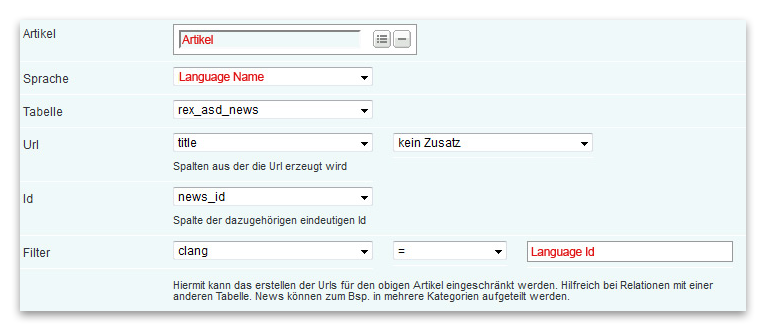 Artikel Artikel
Sprache Language Name
Tabelle rex_asd_news
Url title kein Zusatz
Spalten aus der die Url erzeugt wird
Id news_id
Spalte der dazugehörigen eindeutigen Id
Filter clang = Language Id
Hiermit kann das erstellen der Urls für den obigen Artikel eingeschränkt werden. Hilfreich bei Relationen mit einer
anderen Tabelle. News können zum Bsp. in mehrere Kategorien aufgeteilt werden.